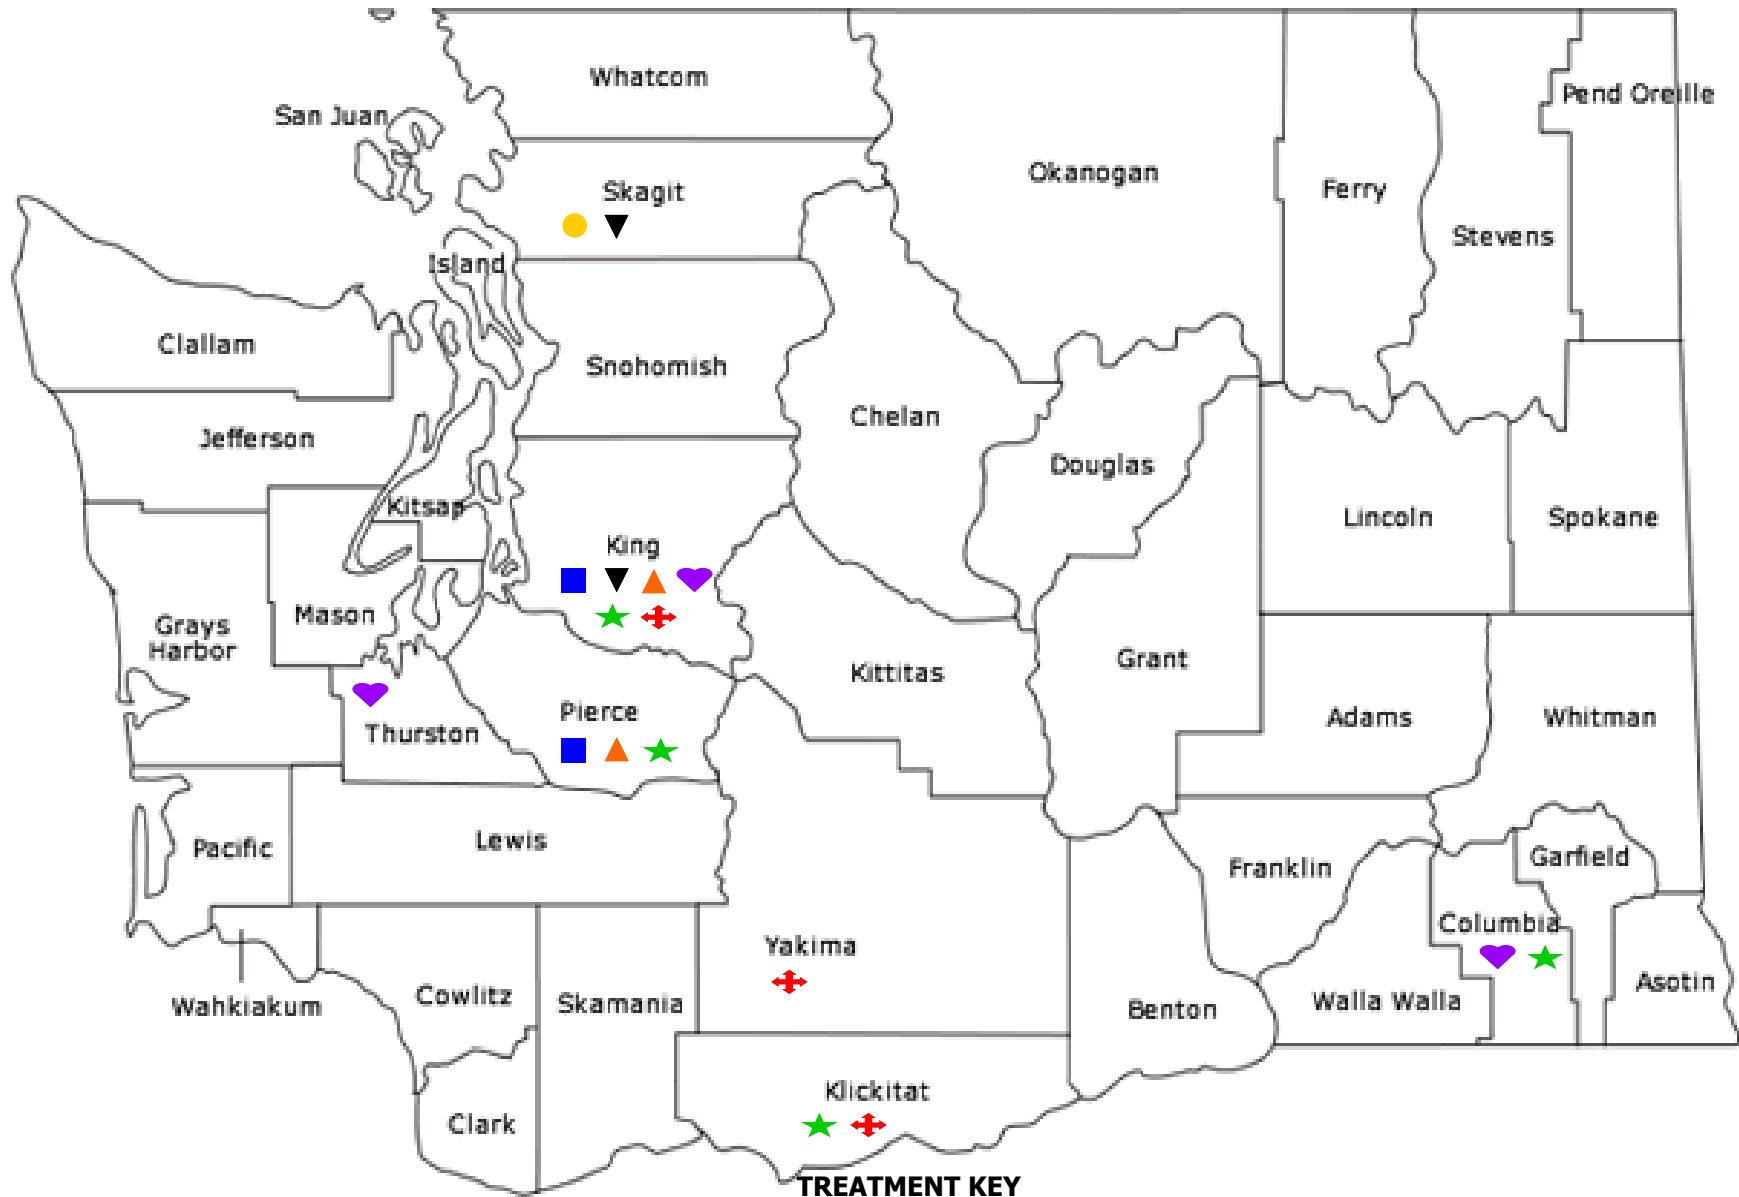 Whatcom
Pend Oreille
San Juan
Okanogan
Skagit
Ferry
Stevens
Island
Clallam
Snohomish
Chelan
Jefferson
Douglas
Kitsap
Lincoln
Spokane
King
Mason
Grays
Harbor
Grant
Kittitas
Pierce
Adams
Whitman
Thurston
Lewis
Pacific
Garfield
Franklin
Columbia
Yakima
Asotin
Cowlitz
Skamania
Walla Walla
Wahkiakum
Benton
Klickitat
Clark
TREATMENT KEY